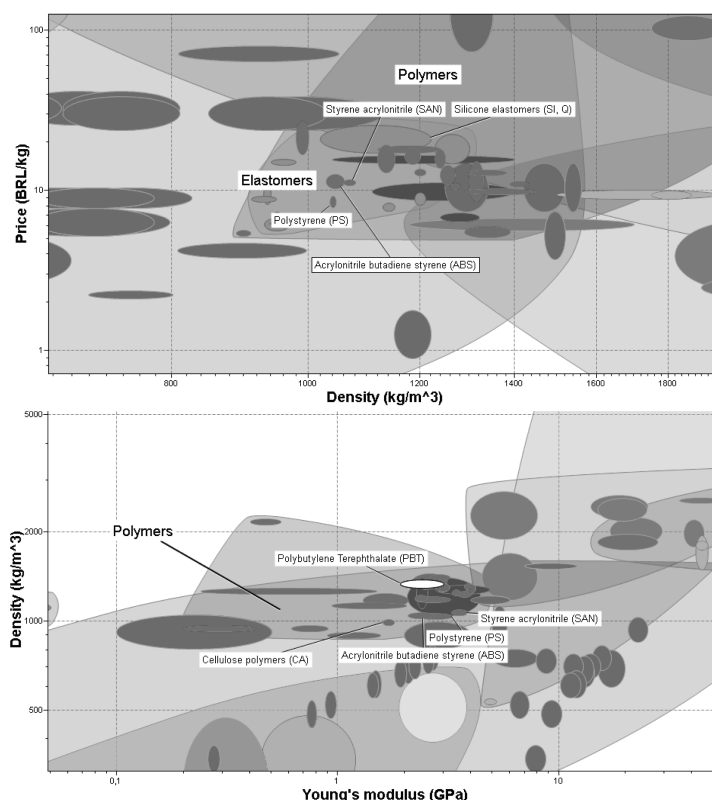 100
Polymers
Styrene acrylonitrile (SAN)
Silicone elastomers (SI, Q)
Price (BRL/kg)
10
Elastomers
Polystyrene (PS)
Acrylonitrile butadiene styrene (ABS)
1
800
1000
1200
1400
1600
1800
Density (kg/m^3)
5000
Density (kg/m^3)
2000
Polymers
Polybutylene Terephthalate (PBT)
1000
Styrene acrylonitrile (SAN)
Polystyrene (PS)
Acrylonitrile butadiene styrene (ABS)
Cellulose polymers (CA)
500
0,1
1
10
Young's modulus (GPa)